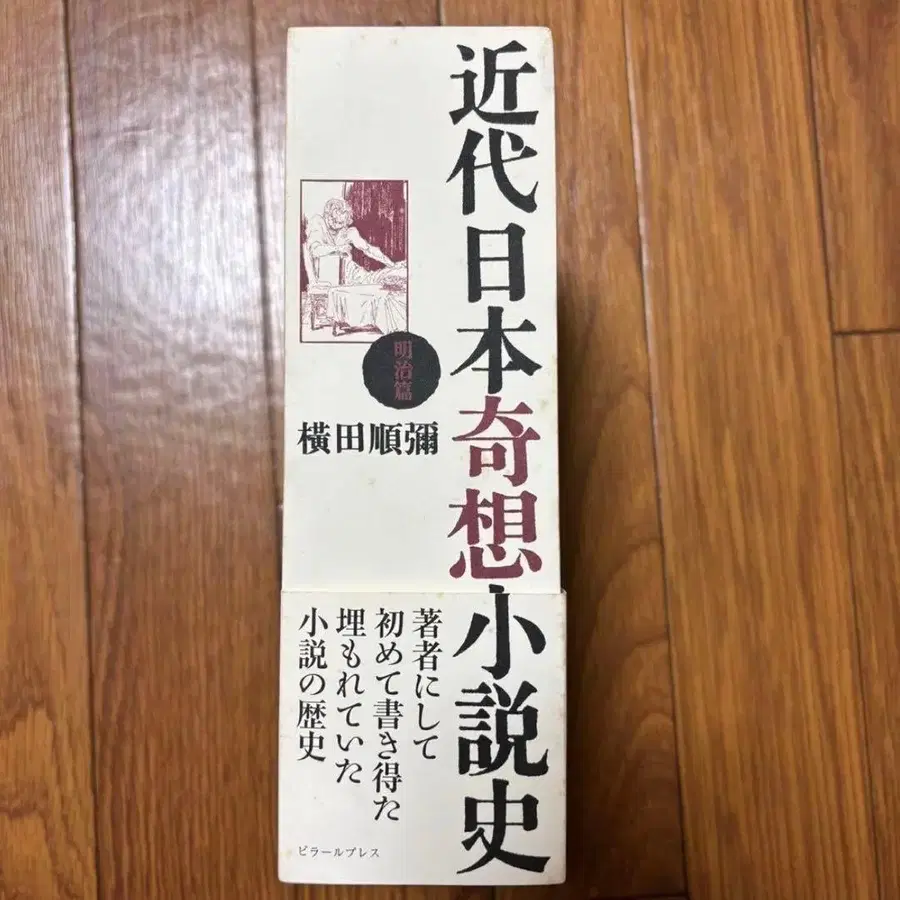 近代日本奇想小説史
明治篇
横田順彌
著者にして
初めて書き得た
埋もれていた
小説の歴史
ピラールプレス